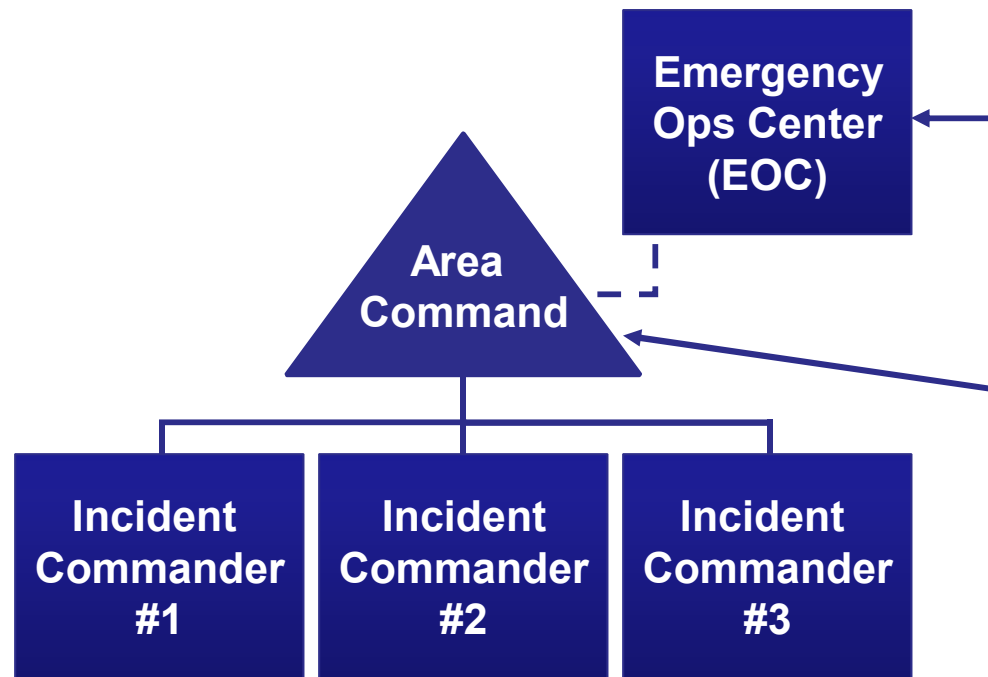 Emergency
Ops Center
(EOC)
Area
Command
Incident
Commander
#1
Incident
Commander
#2
Incident
Commander
#3